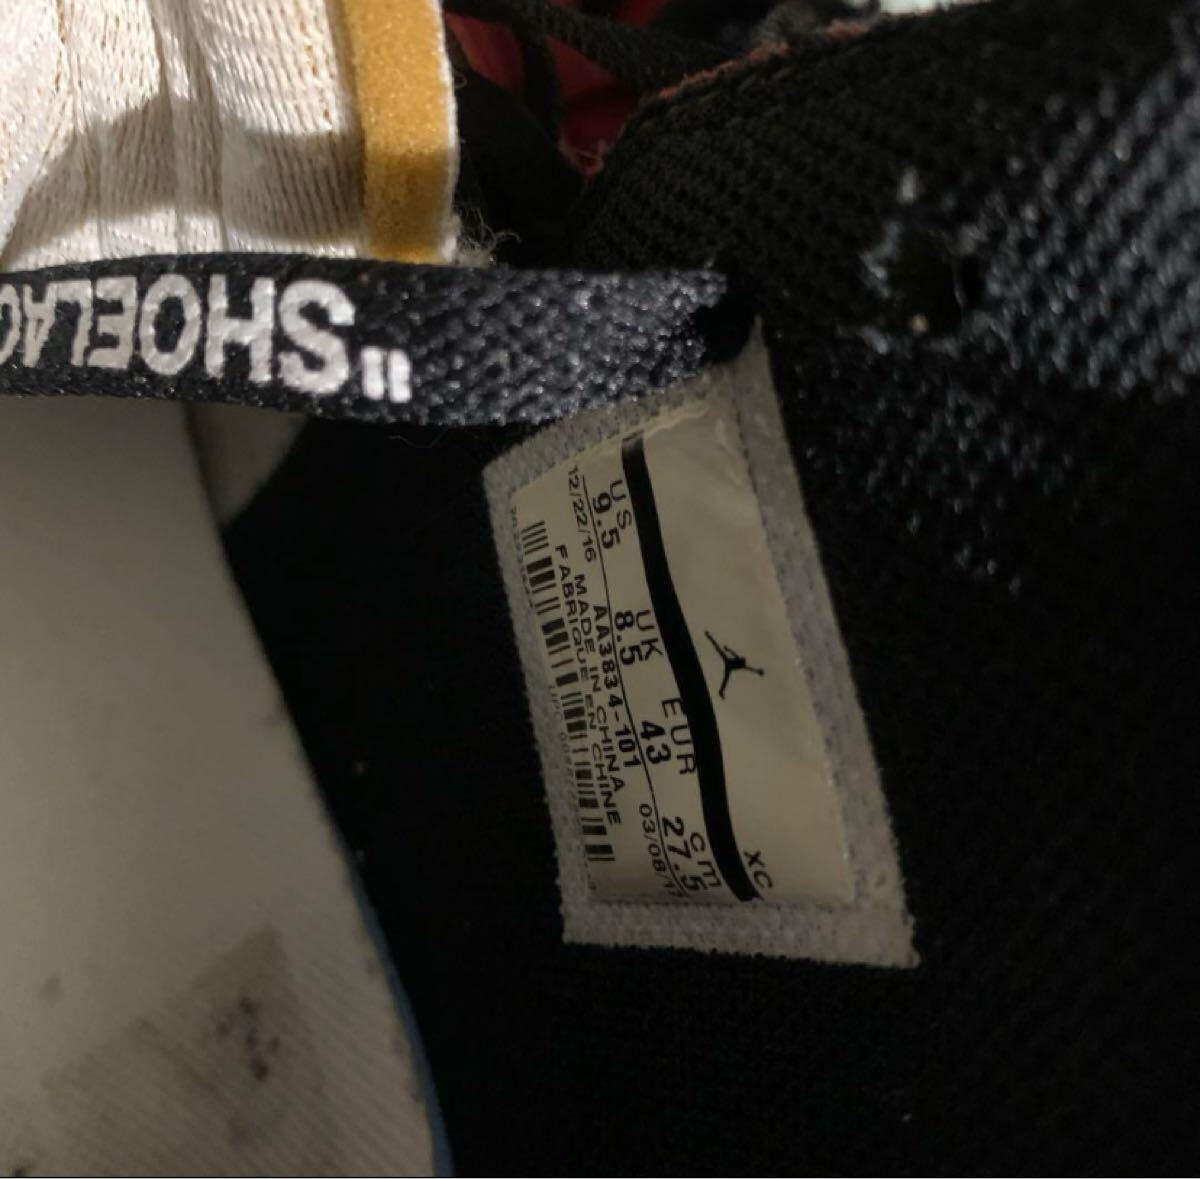 "SHOELAC
XC
US UK EUR cm
9.5 8.5 43 27.5
12/22/16 AA3834-101 03/08/17
MADE IN CHINA
FABRIQUE EN CHINE